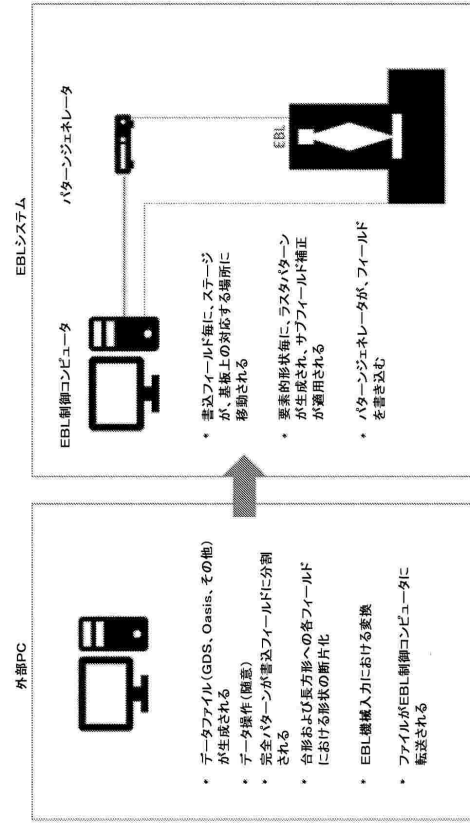 外部PC
* データファイル(GDS、Oasis、その他)
が生成される
* データ操作(随意)
* 完全パターンが書込フィールドに分割
される
* 台形および長方形への各フィールド
における形状の断片化
* EBL機械入力における変換
* ファイルがEBL制御コンピュータに
転送される
EBLシステム
EBL制御コンピュータ
パターンジェネレータ
EBL
* 書込フィールド毎に、ステージ
が、基板上の対応する場所に
移動される
* 要素的形状毎に、ラスタパターン
が生成され、サブフィールド補正
が適用される
* パターンジェネレータが、フィールド
を書き込む